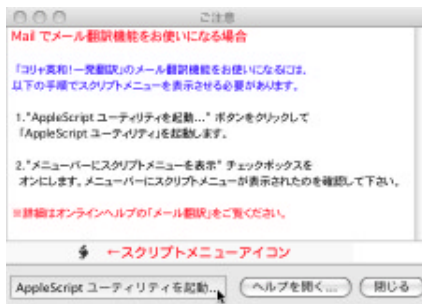 ご注意
Mail でメール翻訳機能をお使いになる場合
「コリャ英和!一発翻訳」のメール翻訳機能をお使いになるには、
以下の手順でスクリプトメニューを表示させる必要があります。
1."AppleScript ユーティリティを起動..." ボタンをクリックして
「AppleScript ユーティリティ」を起動します。
2."メニューバーにスクリプトメニューを表示" チェックボックスを
オンにします。メニューバーにスクリプトメニューが表示されたのを確認して下さい。
※詳細はオンラインヘルプの「メール翻訳」をご覧ください。
←スクリプトメニューアイコン
AppleScript ユーティリティを起動... ヘルプを開く... 閉じる